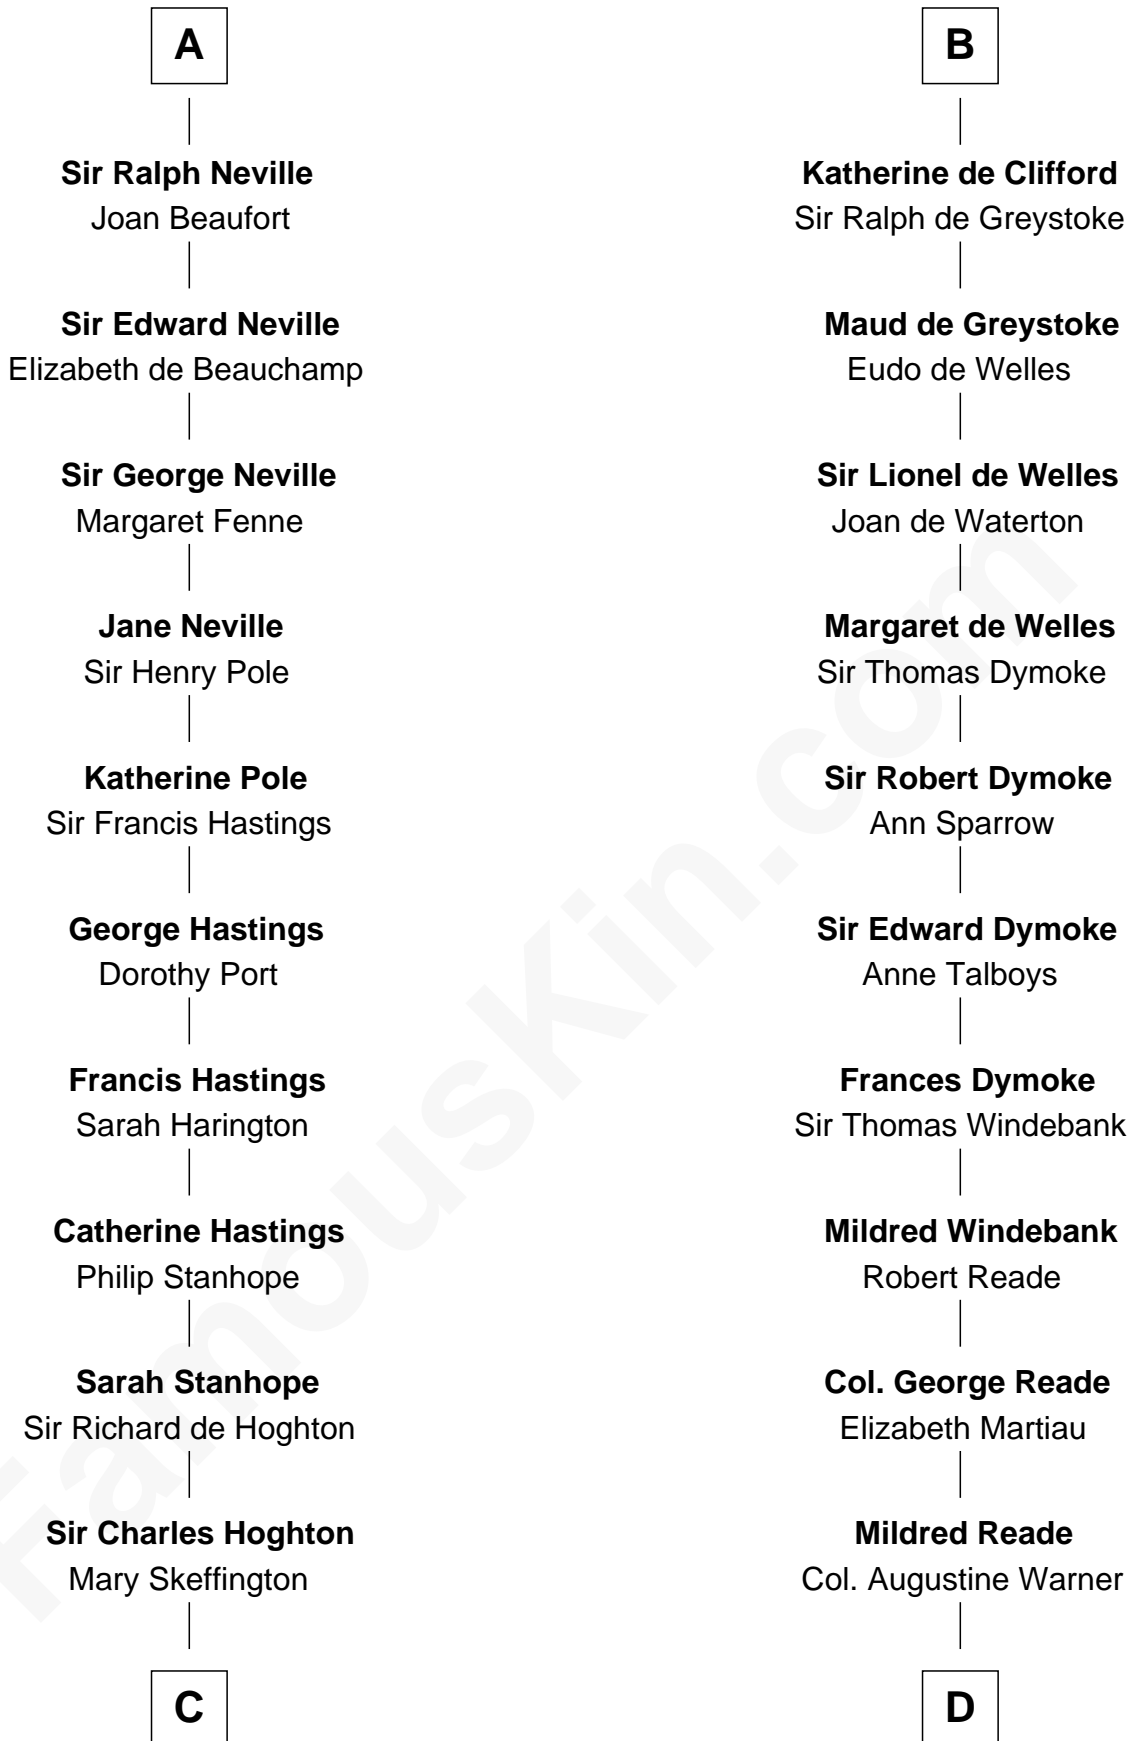 A
Sir Ralph Neville
Joan Beaufort
Sir Edward Neville
Elizabeth de Beauchamp
Sir George Neville
Margaret Fenne
Jane Neville
Sir Henry Pole
Katherine Pole
Sir Francis Hastings
George Hastings
Dorothy Port
Francis Hastings
Sarah Harington
Catherine Hastings
Philip Stanhope
Sarah Stanhope
Sir Richard de Hoghton
Sir Charles Hoghton
Mary Skeffington
C
B
Katherine de Clifford
Sir Ralph de Greystoke
Maud de Greystoke
Eudo de Welles
Sir Lionel de Welles
Joan de Waterton
Margaret de Welles
Sir Thomas Dymoke
Sir Robert Dymoke
Ann Sparrow
Sir Edward Dymoke
Anne Talboys
Frances Dymoke
Sir Thomas Windebank
Mildred Windebank
Robert Reade
Col. George Reade
Elizabeth Martiau
Mildred Reade
Col. Augustine Warner
D
FamousKin.com